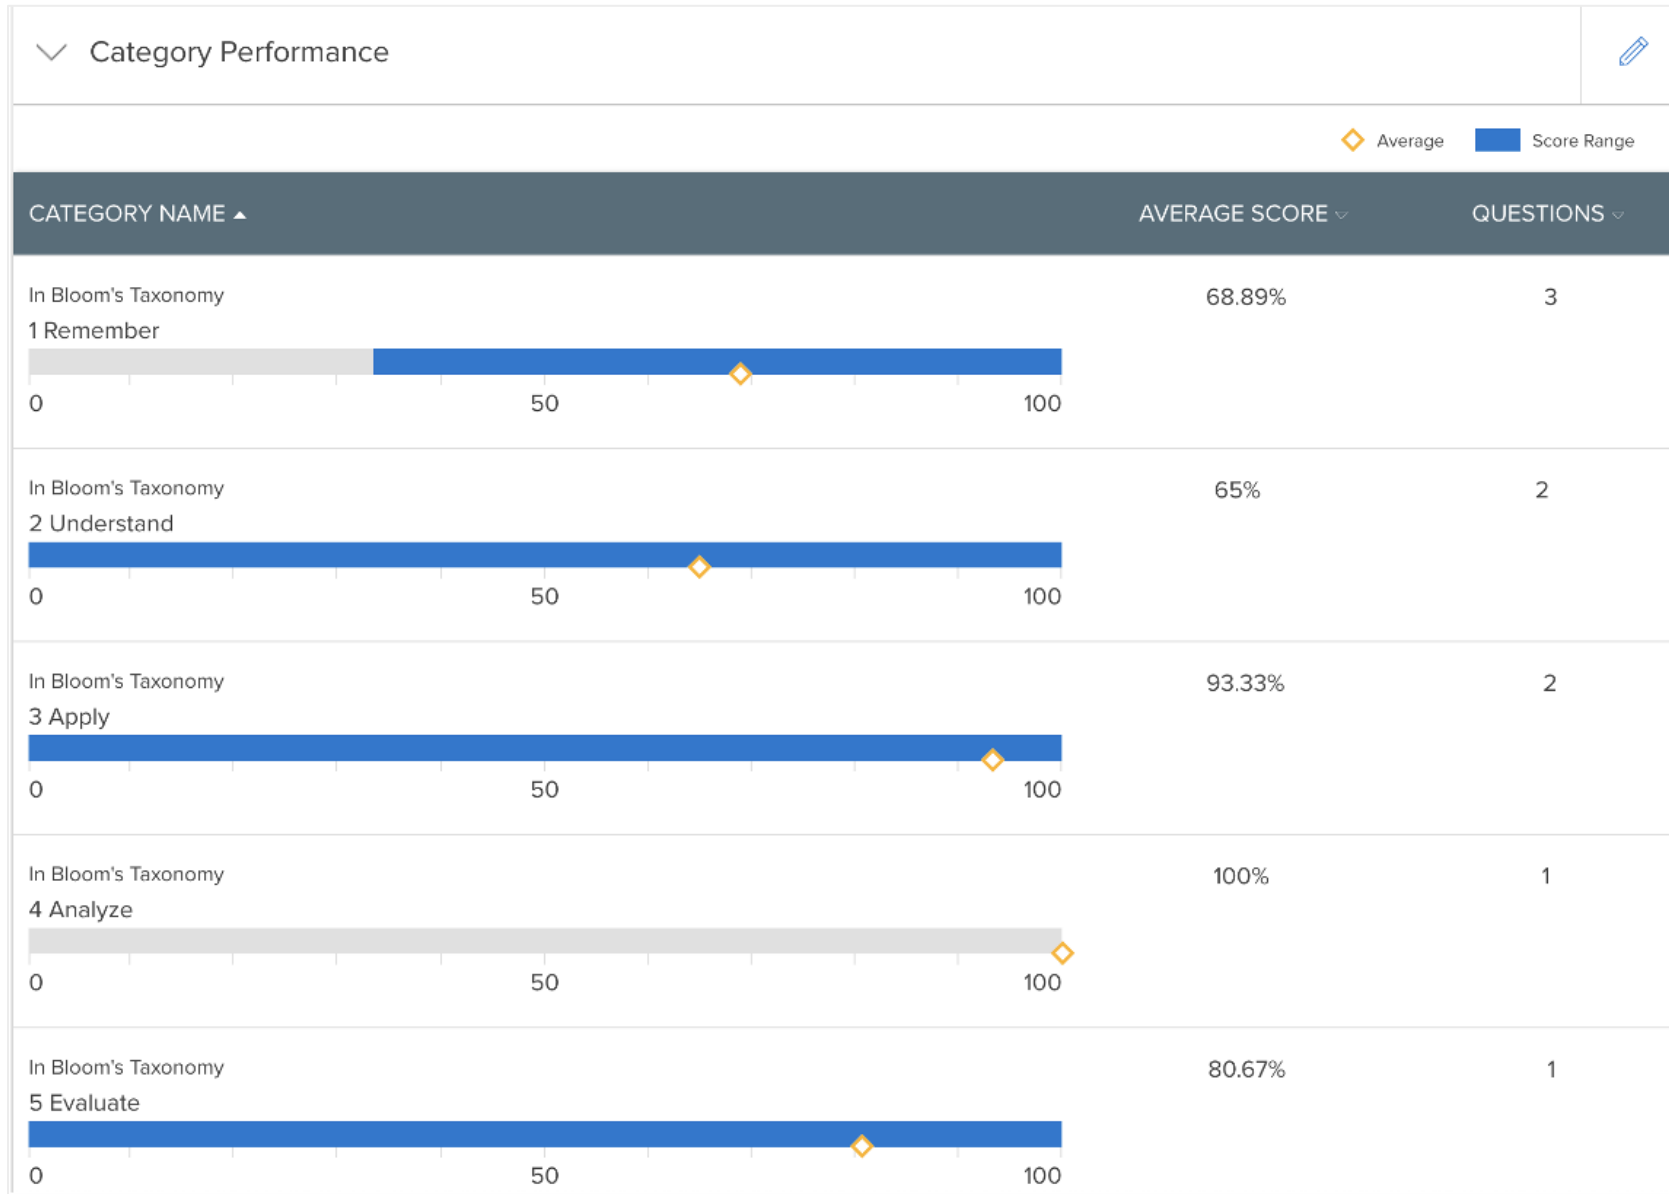 Category Performance
Average Score Range
CATEGORY NAME AVERAGE SCORE QUESTIONS
In Bloom's Taxonomy 68.89% 3
1 Remember
0 50 100
In Bloom's Taxonomy 65% 2
2 Understand
0 50 100
In Bloom's Taxonomy 93.33% 2
3 Apply
0 50 100
In Bloom's Taxonomy 100% 1
4 Analyze
0 50 100
In Bloom's Taxonomy 80.67% 1
5 Evaluate
0 50 100